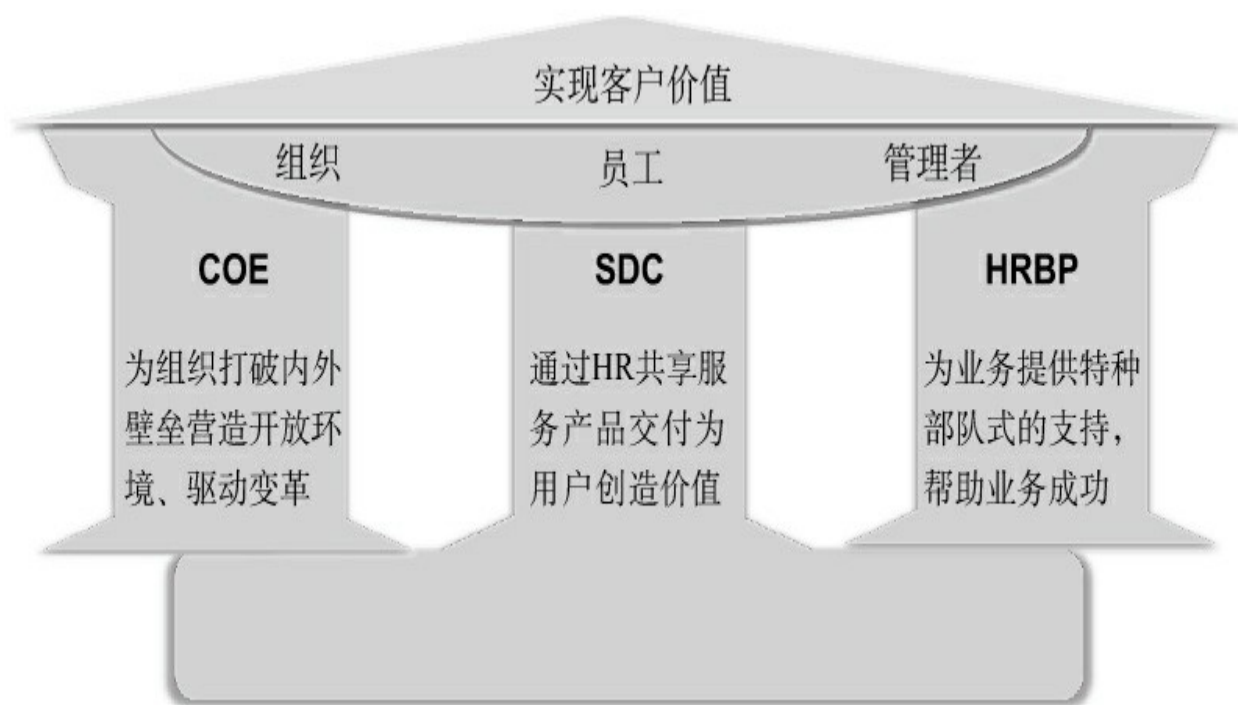 实现客户价值
组织
员工
管理者
COE
为组织打破内外
壁垒营造开放环
境、驱动变革
SDC
通过HR共享服
务产品交付为
用户创造价值
HRBP
为业务提供特种
部队式的支持，
帮助业务成功